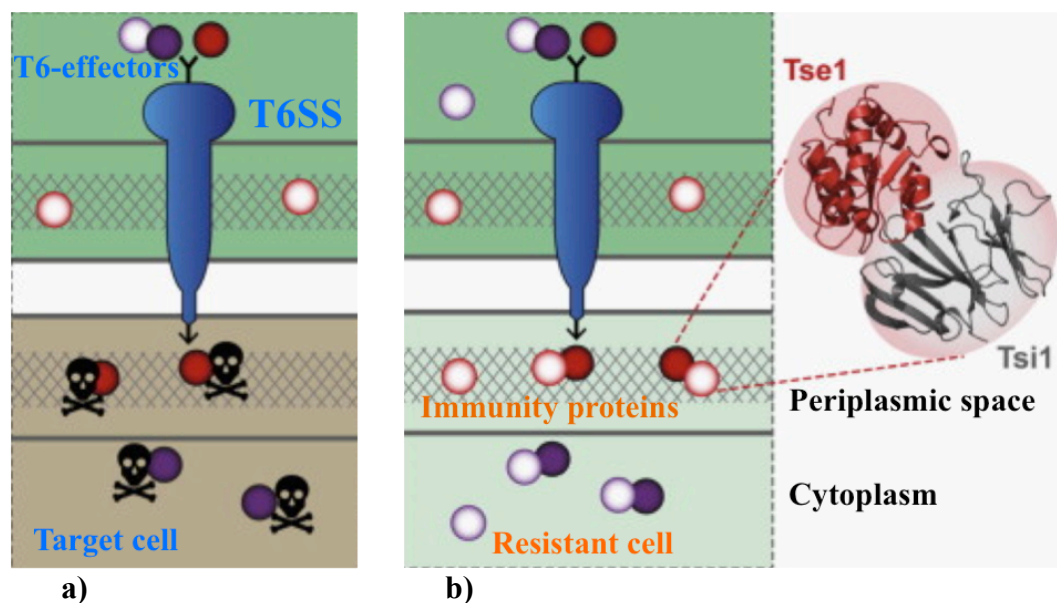 T6-effectors
T6SS
Tse1
Tsi1
Immunity proteins
Periplasmic space
Cytoplasm
Target cell
Resistant cell
a)
b)